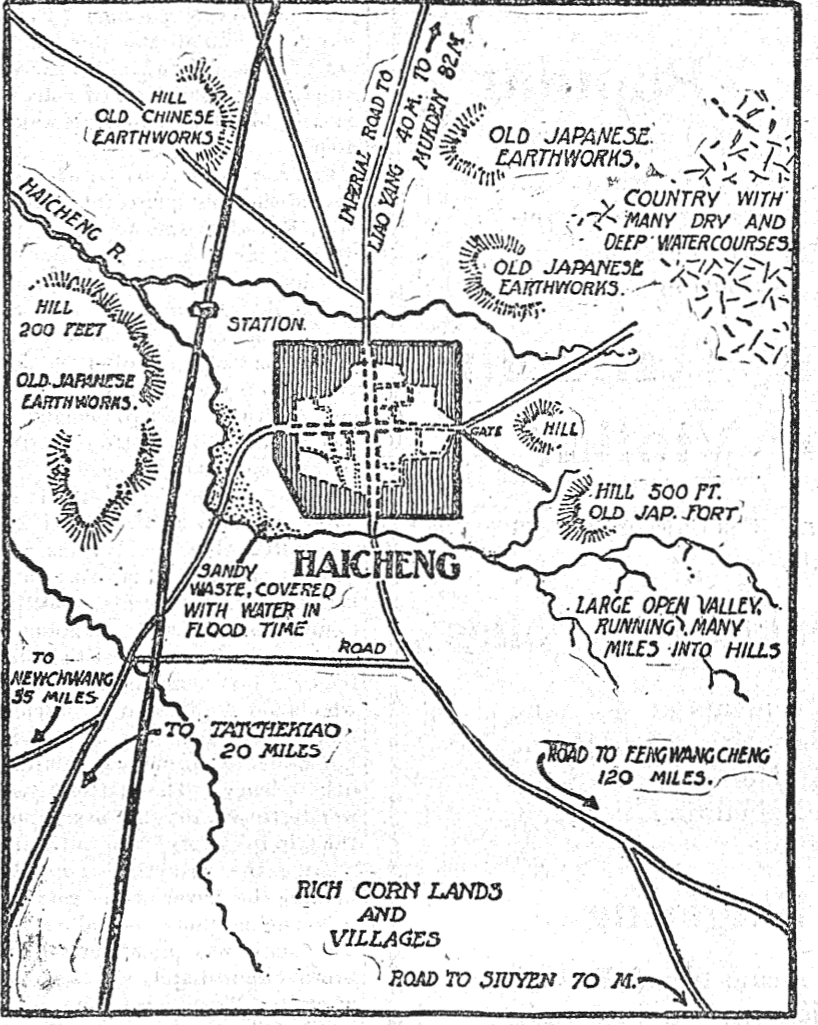 HILL
OLD CHINESE
EARTHWORKS
IMPERIAL ROAD TO
LIAO YANG 40 M. TO
MUKDEN 82 M
OLD JAPANESE
EARTHWORKS.
COUNTRY WITH
MANY DRY AND
DEEP WATERCOURSES.
HAICHENG R.
OLD JAPANESE
EARTHWORKS.
HILL
200 FEET
STATION.
OLD JAPANESE
EARTHWORKS.
GATE
HILL
HILL 500 FT.
OLD JAP. FORT
HAICHENG
SANDY
WASTE, COVERED
WITH WATER IN
FLOOD TIME
LARGE OPEN VALLEY,
RUNNING MANY
MILES INTO HILLS
ROAD
TO
NEWCHWANG
35 MILES
TO TATCHEKIAO
20 MILES
ROAD TO FENGWANGCHENG
120 MILES.
RICH CORN LANDS
AND
VILLAGES
ROAD TO SIUYEN 70 M.